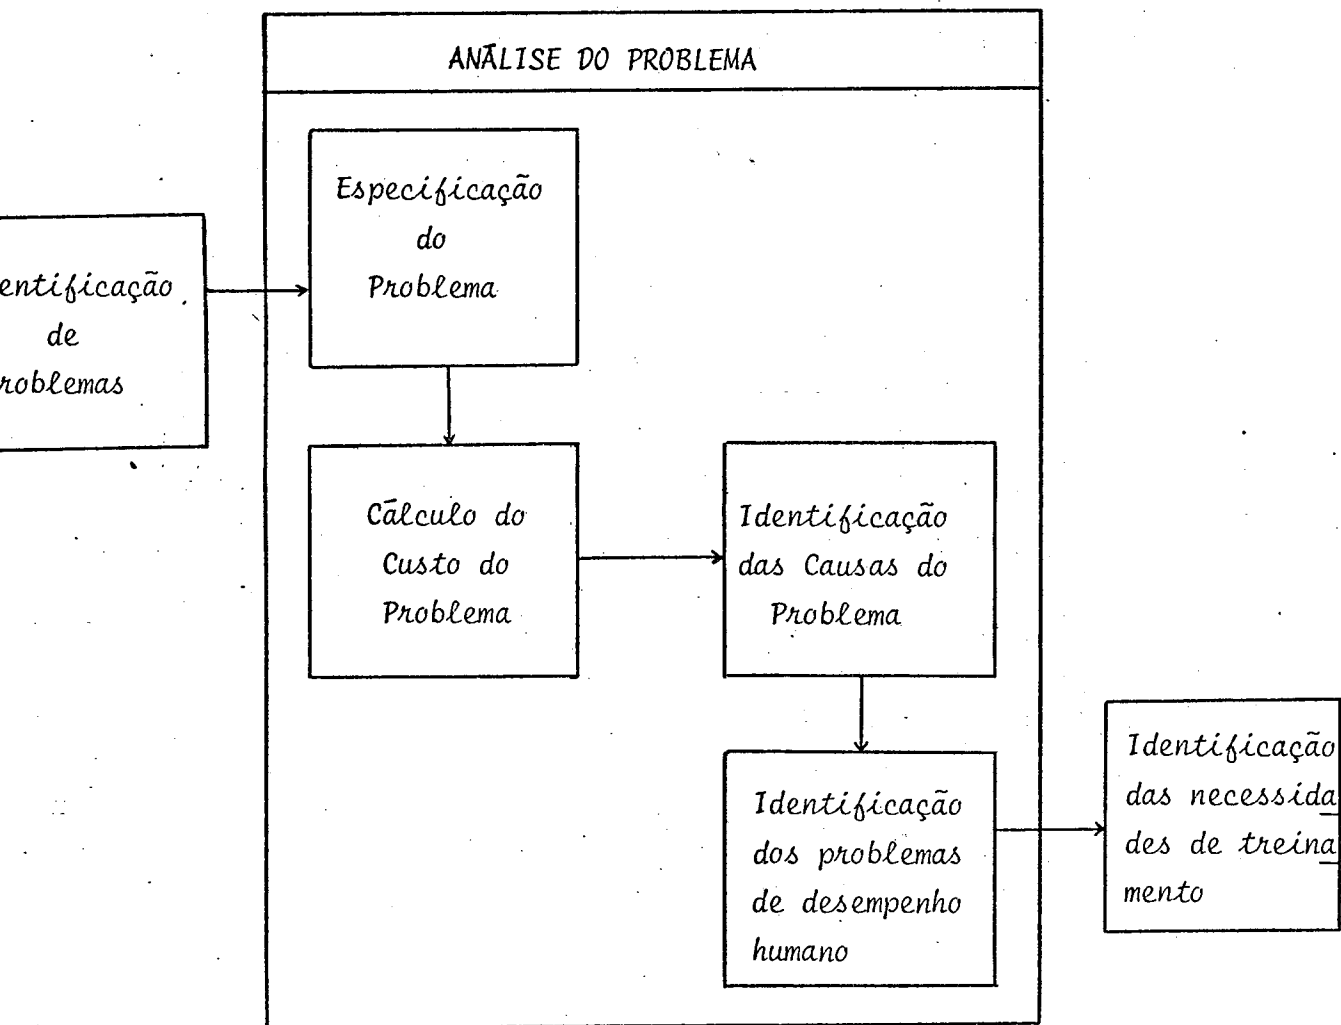 ANÁLISE DO PROBLEMA
Especificação
do
Problema
entificação
de
roblemas
Cálculo do
Custo do
Problema
Identificação
das Causas do
Problema
Identificação
dos problemas
de desempenho
humano
Identificação
das necessida
des de treina
mento